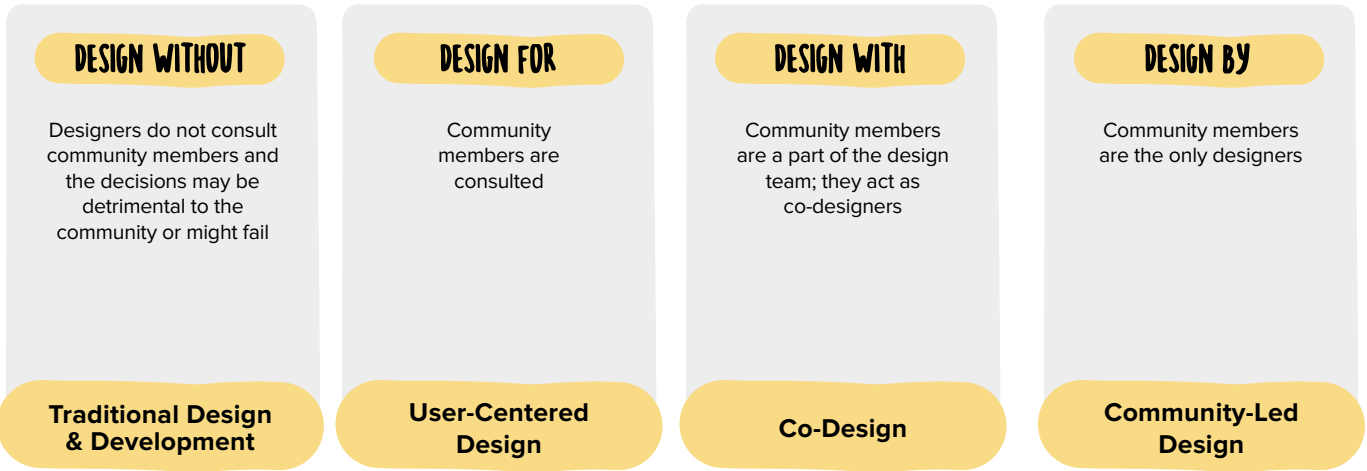 DESIGN WITHOUT
Designers do not consult
community members and
the decisions may be
detrimental to the
community or might fail
Traditional Design
& Development
DESIGN FOR
Community
members are
consulted
User-Centered
Design
DESIGN WITH
Community members
are a part of the design
team; they act as
co-designers
Co-Design
DESIGN BY
Community members
are the only designers
Community-Led
Design